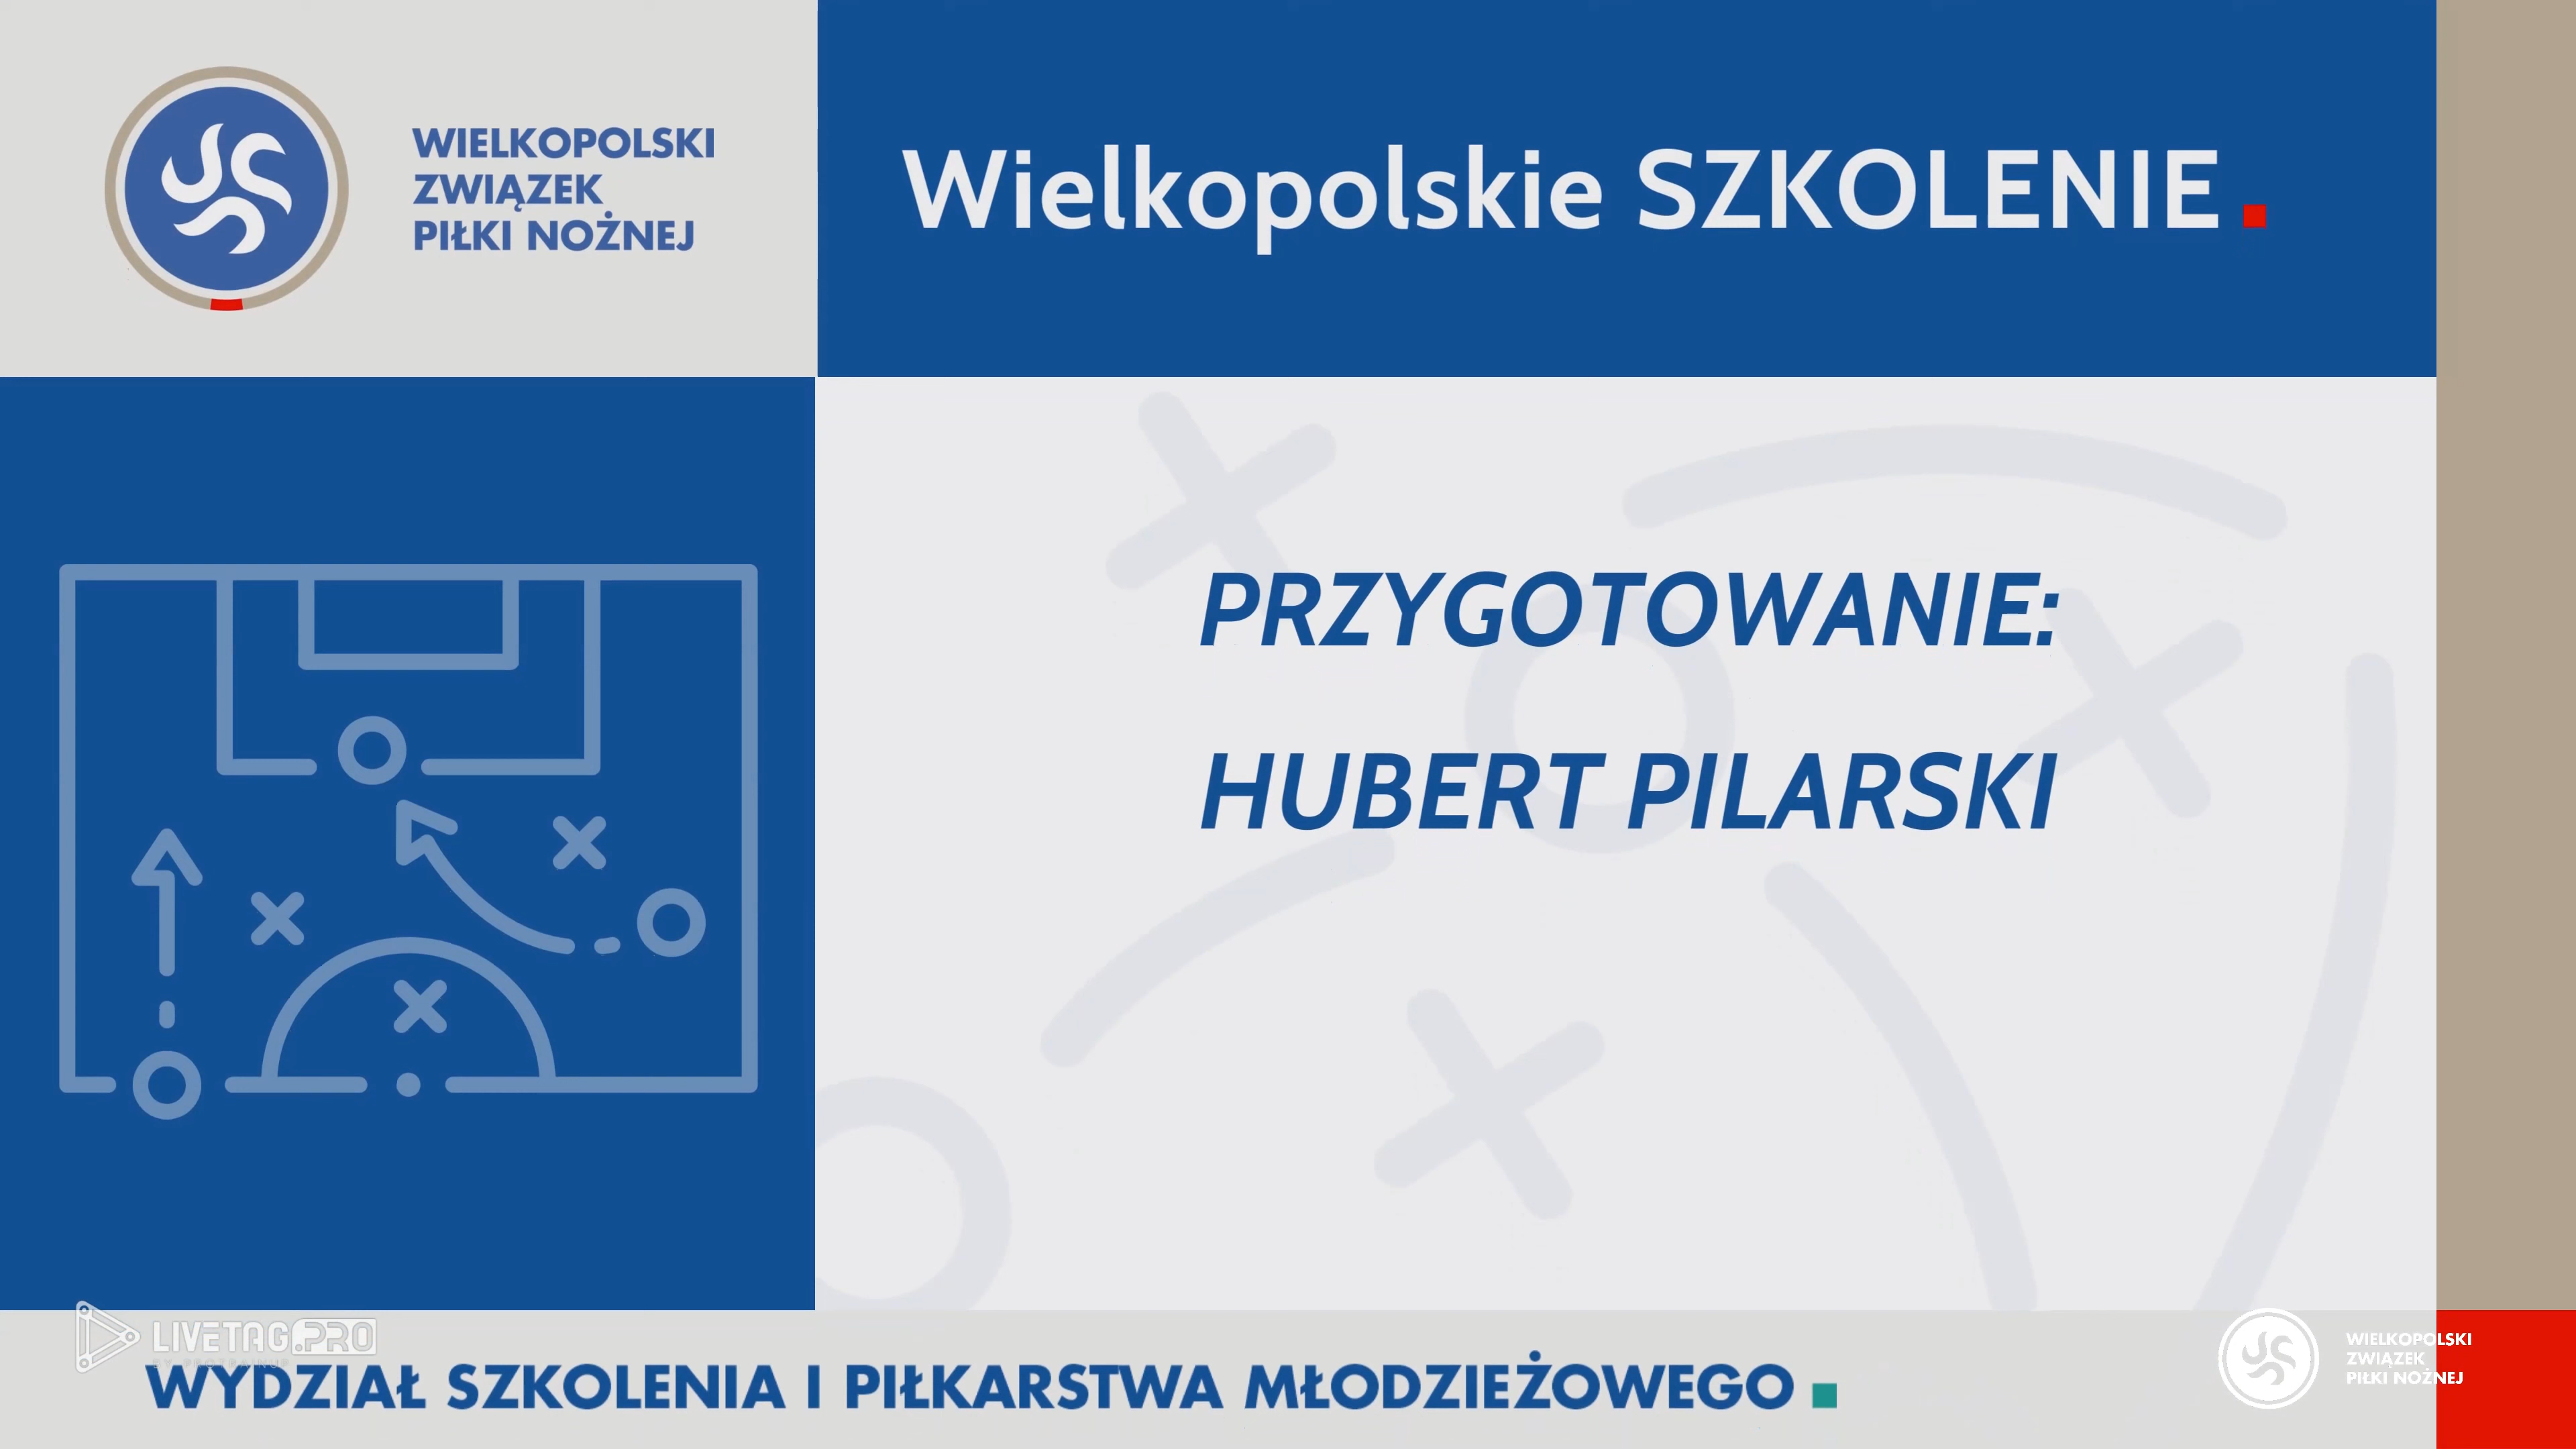 WIELKOPOLSKI
ZWIĄZEK
PIŁKI NOŻNEJ
Wielkopolskie SZKOLENIE.
PRZYGOTOWANIE:
HUBERT PILARSKI
LIVETAG.PRO
WYDZIAŁ SZKOLENIA I PIŁKARSTWA MŁODZIEŻOWEGO
WIELKOPOLSKI
ZWIĄZEK
PIŁKI NOŻNEJ